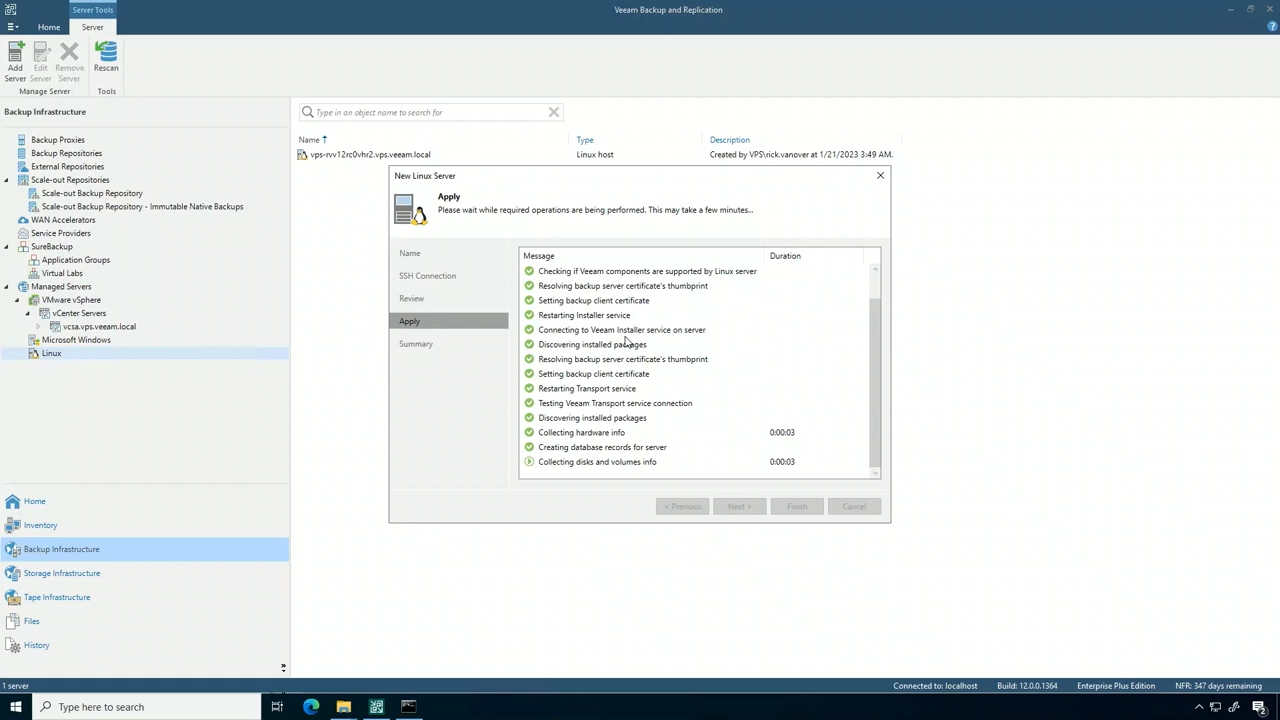 Server Tools
Veeam Backup and Replication
Home
Server
Add Server
Edit Server
Remove Server
Rescan
Manage Server
Tools
Backup Infrastructure
Backup Proxies
Backup Repositories
External Repositories
Scale-out Repositories
Scale-out Backup Repository
Scale-out Backup Repository - Immutable Native Backups
WAN Accelerators
Service Providers
SureBackup
Application Groups
Virtual Labs
Managed Servers
VMware vSphere
vCenter Servers
vcsa.vps.veeam.local
Microsoft Windows
Linux
Home
Inventory
Backup Infrastructure
Storage Infrastructure
Tape Infrastructure
Files
History
Type in an object name to search for
Name Type Description
vps-rvv12rc0vhr2.vps.veeam.local Linux host Created by VPS\rick.vanover at 1/21/2023 3:49 AM.
New Linux Server
Apply
Please wait while required operations are being performed. This may take a few minutes...
Name
SSH Connection
Review
Apply
Summary
Message Duration
Checking if Veeam components are supported by Linux server
Resolving backup server certificate's thumbprint
Setting backup client certificate
Restarting Installer service
Connecting to Veeam Installer service on server
Discovering installed packages
Resolving backup server certificate's thumbprint
Setting backup client certificate
Restarting Transport service
Testing Veeam Transport service connection
Discovering installed packages
Collecting hardware info 0:00:03
Creating database records for server
Collecting disks and volumes info 0:00:03
< Previous Next > Finish Cancel
1 server
Connected to: localhost Build: 12.0.0.1364 Enterprise Plus Edition NFR: 347 days remaining
Type here to search
2